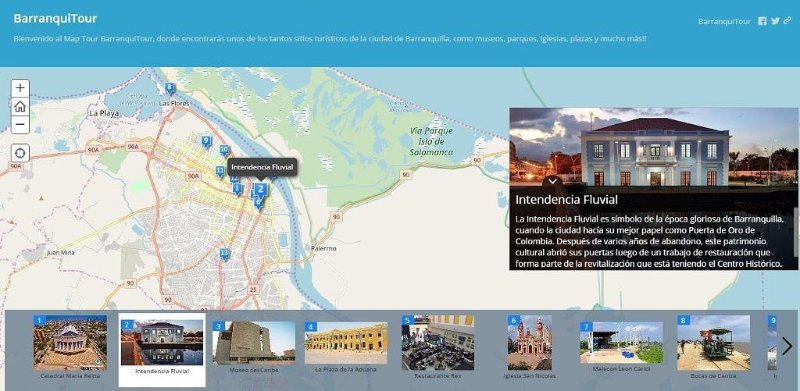 BarranquiTour
BarranquiTour
Bienvenido al Map Tour BarranquiTour, donde encontrarás unos de los tantos sitios turísticos de la ciudad de Barranquilla, como museos, parques, iglesias, plazas y mucho más!!
Las Flores
La Playa
90A
90A
Vía Parque
Isla de
Salamanca
9
10
11
Intendencia Fluvial
1
2
13
Juan Mina
Palermo
25
90
25
Intendencia Fluvial
La Intendencia Fluvial es símbolo de la época gloriosa de Barranquilla,
cuando la ciudad hacía su mejor papel como Puerta de Oro de
Colombia. Después de varios años de abandono, este patrimonio
cultural abrió sus puertas luego de un trabajo de restauración que
forma parte de la revitalización que está teniendo el Centro Histórico.
1
Catedral María Reina
2
Intendencia Fluvial
3
Museo del Caribe
4
La Plaza de la Aduana
5
Restaurante Rex
6
Iglesia San Nicolas
7
Malecon Leon Caridi
8
Bocas de Ceniza
9